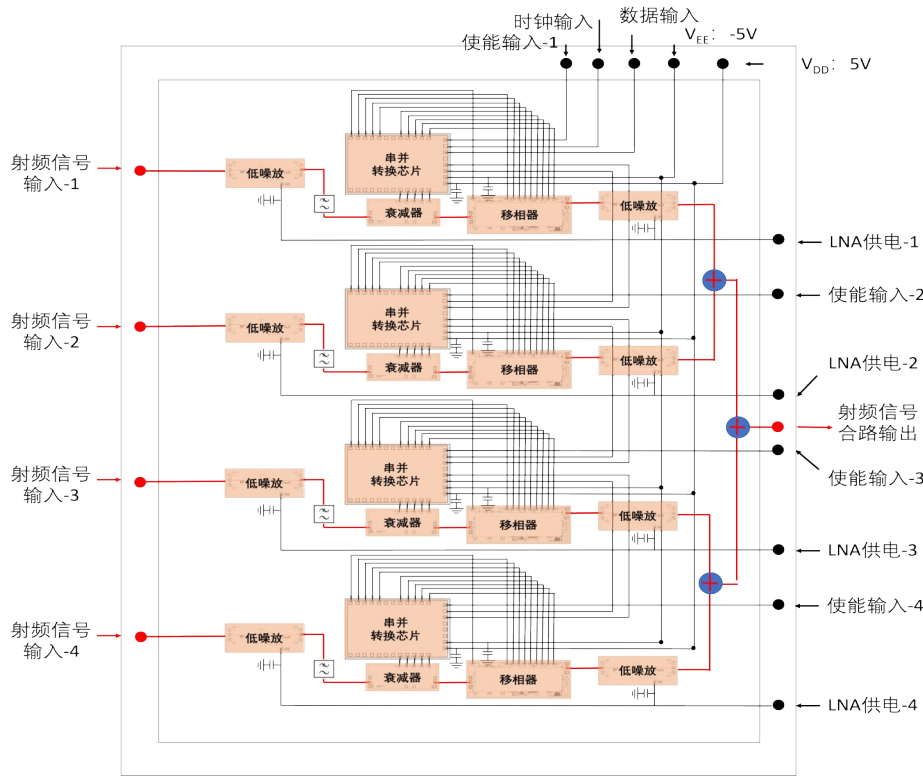 时钟输入
数据输入
使能输入-1
VEE: -5V
VDD: 5V
射频信号
输入-1
低噪放
串并
转换芯片
衰减器
移相器
低噪放
LNA供电-1
使能输入-2
射频信号
输入-2
低噪放
串并
转换芯片
衰减器
移相器
低噪放
LNA供电-2
射频信号
合路输出
射频信号
输入-3
低噪放
串并
转换芯片
衰减器
移相器
低噪放
使能输入-3
LNA供电-3
使能输入-4
射频信号
输入-4
低噪放
串并
转换芯片
衰减器
移相器
低噪放
LNA供电-4